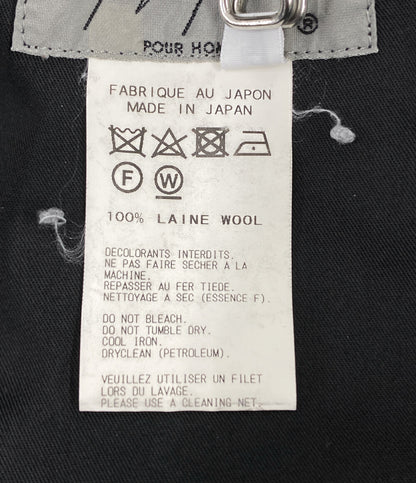 POUR HOM
®
FABRIQUE AU JAPON
MADE IN JAPAN
F W
100% LAINE WOOL
DECOLORANTS INTERDITS.
NE PAS FAIRE SECHER A LA
MACHINE.
REPASSER AU FER TIEDE.
NETTOYAGE A SEC (ESSENCE F).
DO NOT BLEACH.
DO NOT TUMBLE DRY.
COOL IRON.
DRYCLEAN (PETROLEUM).
VEUILLEZ UTILISER UN FILET
LORS DU LAVAGE.
PLEASE USE A CLEANING NET.